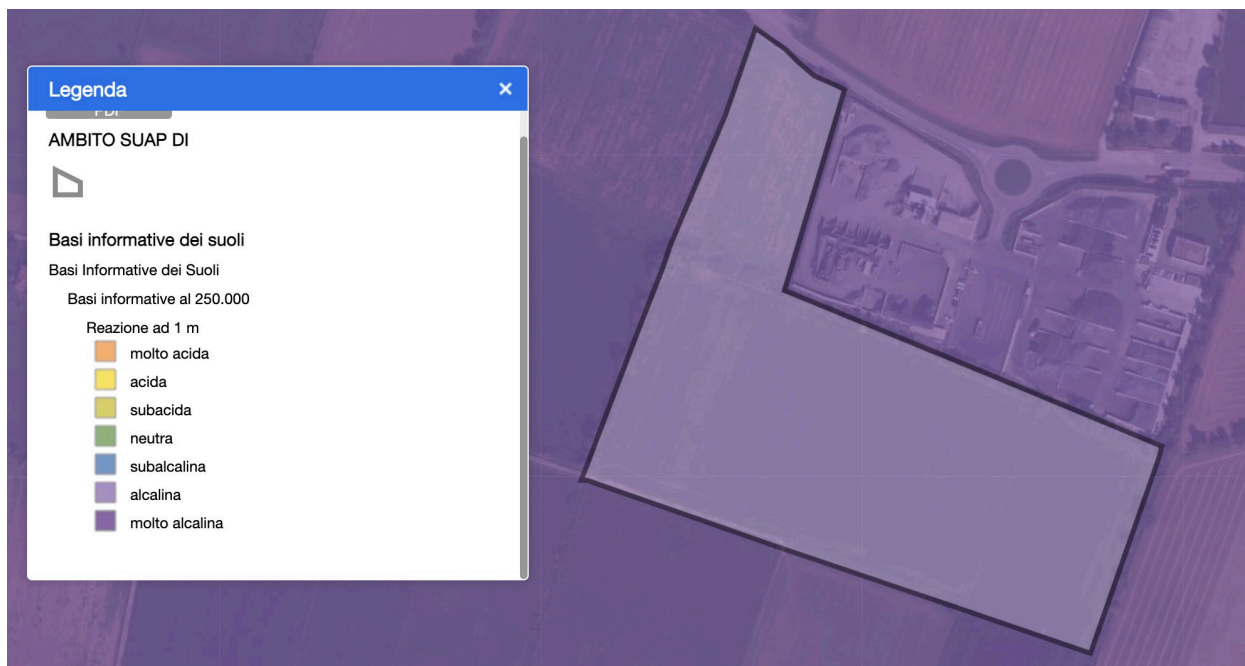 Legenda
PDF
AMBITO SUAP DI
Basi informative dei suoli
Basi Informative dei Suoli
Basi informative al 250.000
Reazione ad 1 m
molto acida
acida
subacida
neutra
subalcalina
alcalina
molto alcalina